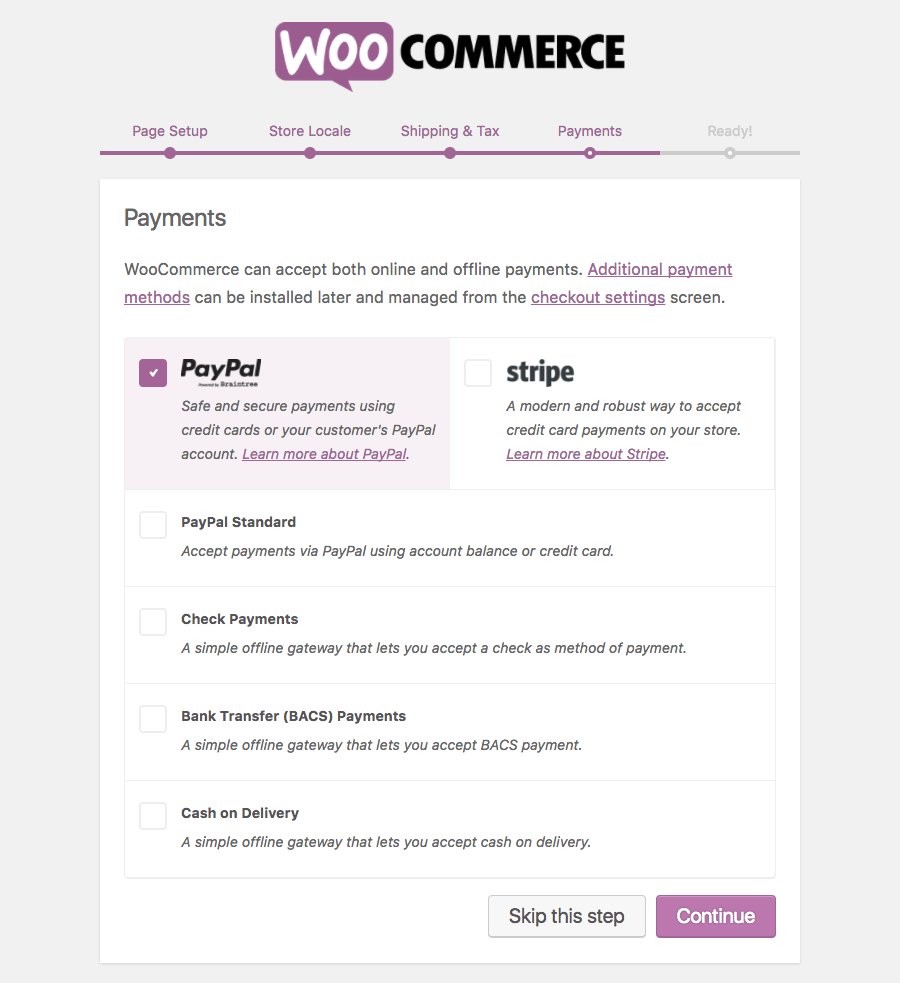 WOO COMMERCE
Page Setup
Store Locale
Shipping & Tax
Payments
Ready!
Payments
WooCommerce can accept both online and offline payments. Additional payment
methods can be installed later and managed from the checkout settings screen.
PayPal
Powered by Braintree
Safe and secure payments using
credit cards or your customer's PayPal
account. Learn more about PayPal.
stripe
A modern and robust way to accept
credit card payments on your store.
Learn more about Stripe.
PayPal Standard
Accept payments via PayPal using account balance or credit card.
Check Payments
A simple offline gateway that lets you accept a check as method of payment.
Bank Transfer (BACS) Payments
A simple offline gateway that lets you accept BACS payment.
Cash on Delivery
A simple offline gateway that lets you accept cash on delivery.
Skip this step
Continue